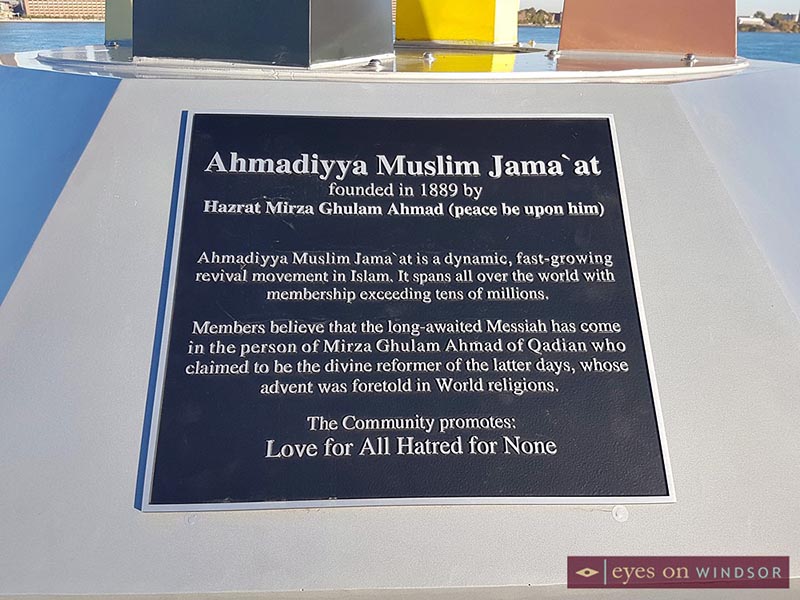 Ahmadiyya Muslim Jama`at
founded in 1889 by
Hazrat Mirza Ghulam Ahmad (peace be upon him)
Ahmadiyya Muslim Jama`at is a dynamic, fast-growing
revival movement in Islam. It spans all over the world with
membership exceeding tens of millions.
Members believe that the long-awaited Messiah has come
in the person of Mirza Ghulam Ahmad of Qadian who
claimed to be the divine reformer of the latter days, whose
advent was foretold in World religions.
The Community promotes:
Love for All Hatred for None
eyes on WINDSOR